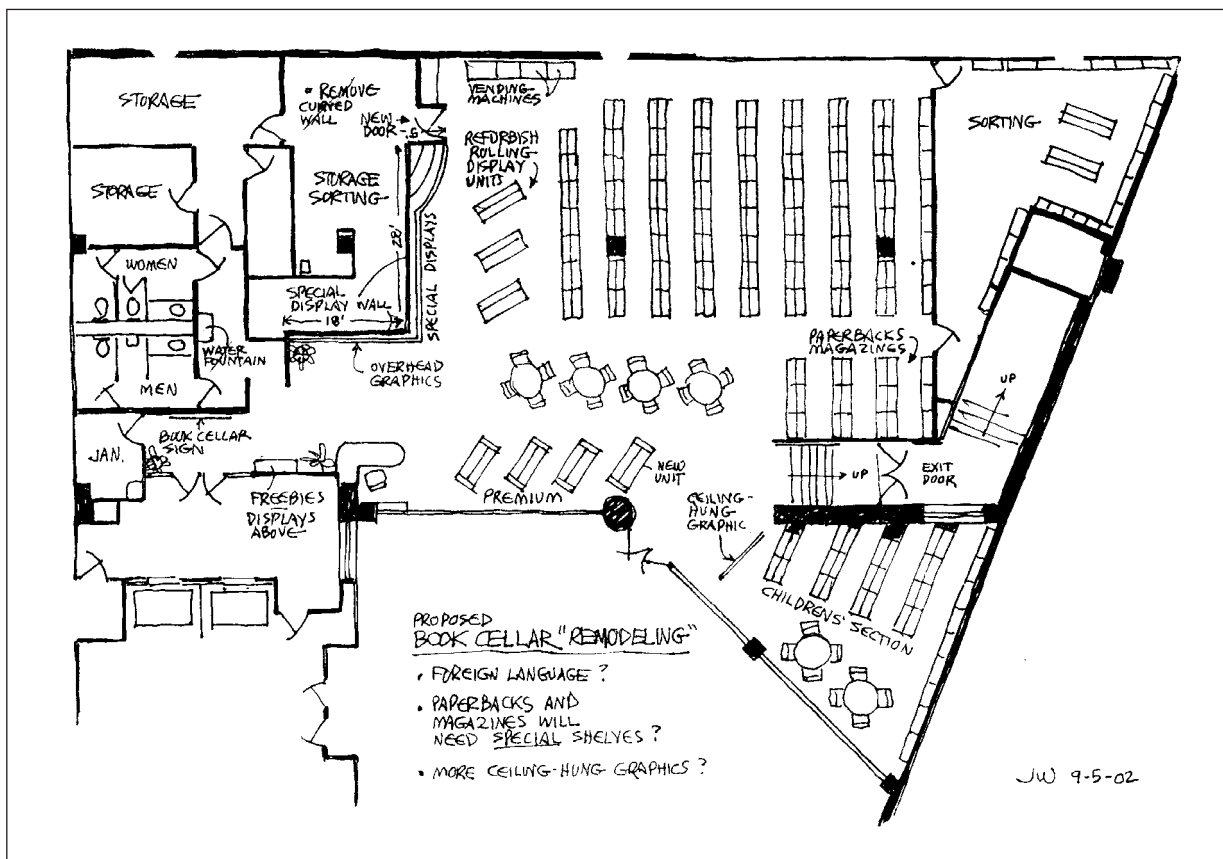 STORAGE
• REMOVE
CURVED
WALL
NEW
DOOR
5'
VENDING
MACHINES
REFURBISH
ROLLING
DISPLAY
UNITS
SORTING
STORAGE
STORAGE
SORTING
28'
SPECIAL DISPLAYS
WOMEN
SPECIAL
DISPLAY WALL
18'
WATER
FOUNTAIN
OVERHEAD
GRAPHICS
PAPERBACKS
MAGAZINES
UP
MEN
BOOK CELLAR
SIGN
JAN.
FREEBIES
DISPLAYS
ABOVE
PREMIUM
NEW
UNIT
UP
EXIT
DOOR
CEILING-
HUNG
GRAPHIC
CHILDRENS' SECTION
PROPOSED
BOOK CELLAR "REMODELING"
• FOREIGN LANGUAGE?
• PAPERBACKS AND
MAGAZINES WILL
NEED SPECIAL SHELVES?
• MORE CEILING-HUNG GRAPHICS?
JW 9-5-02